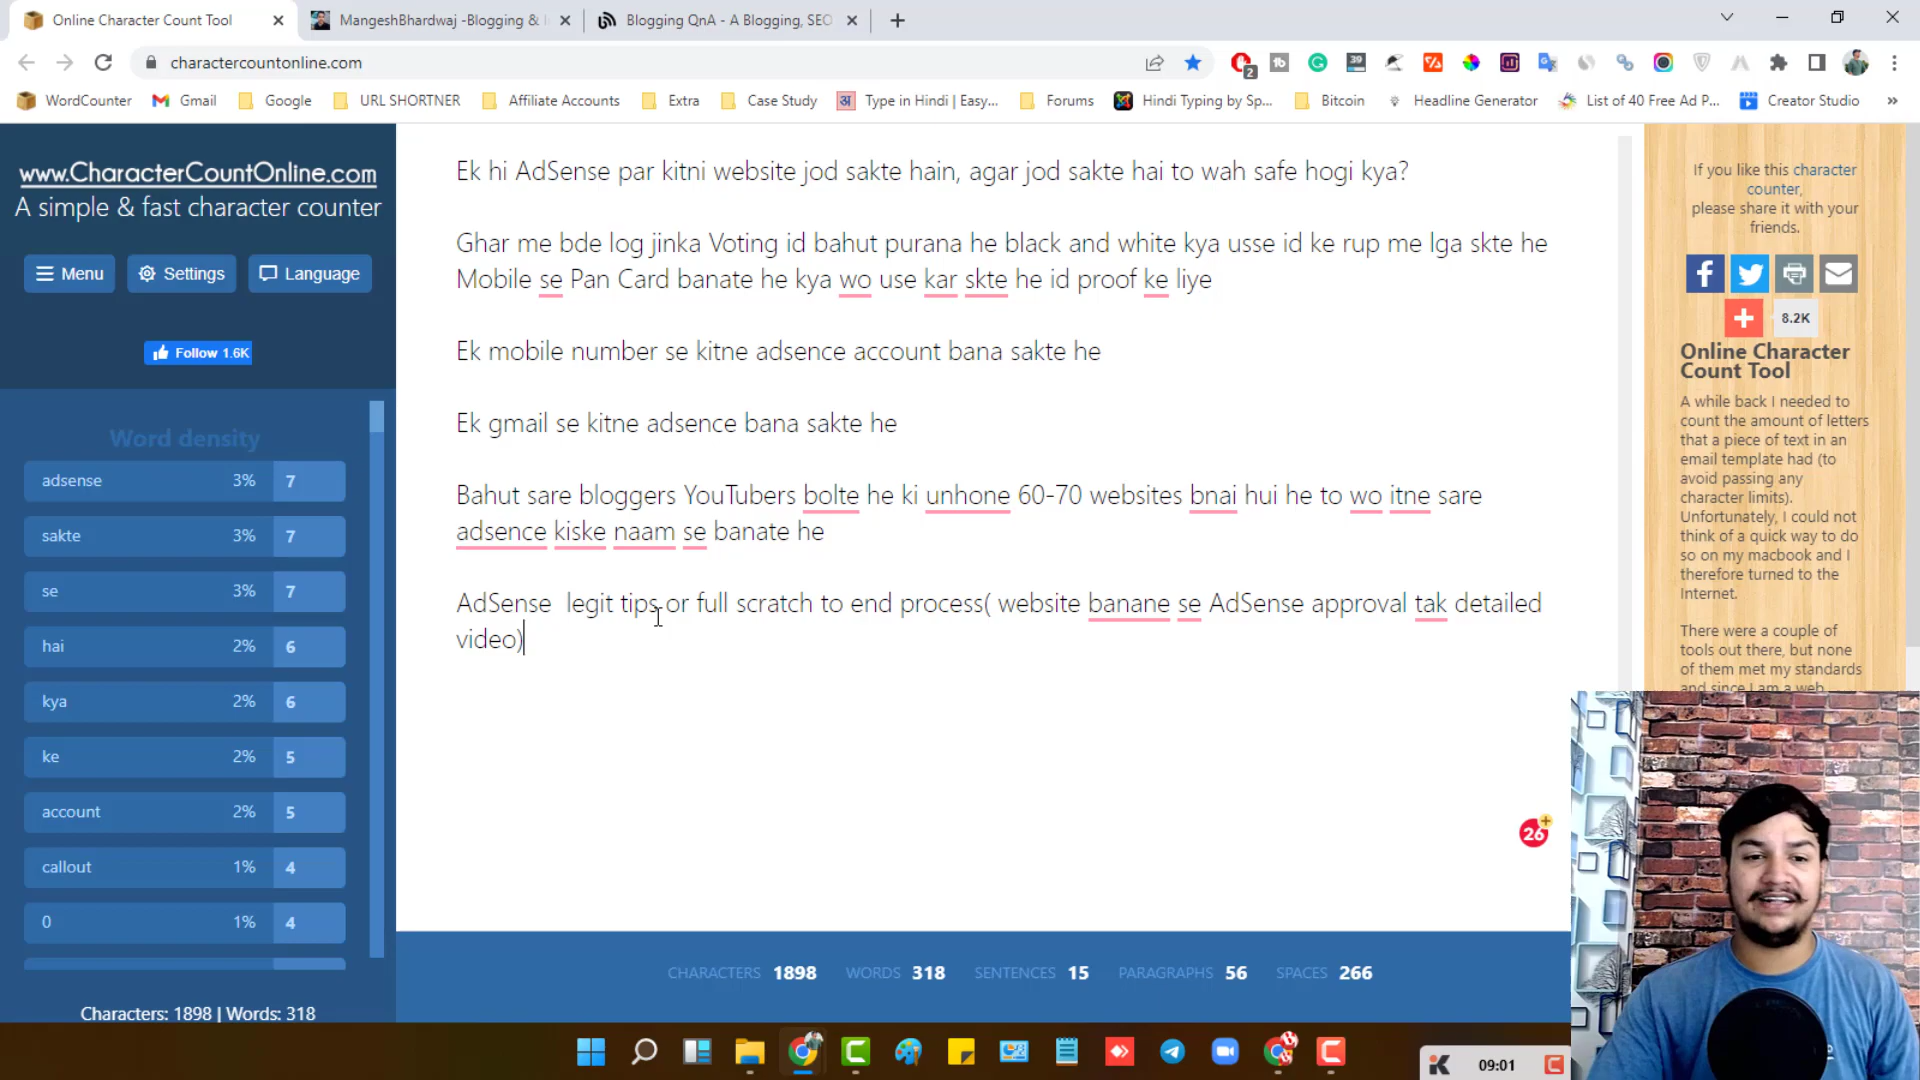 Online Character Count Tool
MangeshBhardwaj -Blogging &
Blogging QnA - A Blogging, SEO
charactercountonline.com
2
39
WordCounter
Gmail
Google
URL SHORTNER
Affiliate Accounts
Extra
Case Study
Type in Hindi | Easy...
Forums
Hindi Typing by Sp...
Bitcoin
Headline Generator
List of 40 Free Ad P...
Creator Studio
www.CharacterCountOnline.com
A simple & fast character counter
Menu
Settings
Language
Follow 1.6K
Word density
adsense 3% 7
sakte 3% 7
se 3% 7
hai 2% 6
kya 2% 6
ke 2% 5
account 2% 5
callout 1% 4
0 1% 4
Characters: 1898 | Words: 318
Ek hi AdSense par kitni website jod sakte hain, agar jod sakte hai to wah safe hogi kya?
Ghar me bde log jinka Voting id bahut purana he black and white kya usse id ke rup me lga skte he
Mobile se Pan Card banate he kya wo use kar skte he id proof ke liye
Ek mobile number se kitne adsence account bana sakte he
Ek gmail se kitne adsence bana sakte he
Bahut sare bloggers YouTubers bolte he ki unhone 60-70 websites bnai hui he to wo itne sare
adsence kiske naam se banate he
AdSense  legit tips or full scratch to end process( website banane se AdSense approval tak detailed
video)
26
CHARACTERS 1898 WORDS 318 SENTENCES 15 PARAGRAPHS 56 SPACES 266
If you like this character
counter,
please share it with your
friends.
8.2K
Online Character
Count Tool
A while back I needed to
count the amount of letters
that a piece of text in an
email template had (to
avoid passing any
character limits).
Unfortunately, I could not
think of a quick way to do
so on my macbook and I
therefore turned to the
Internet.
There were a couple of
tools out there, but none
of them met my standards
and since I am a web
09:01